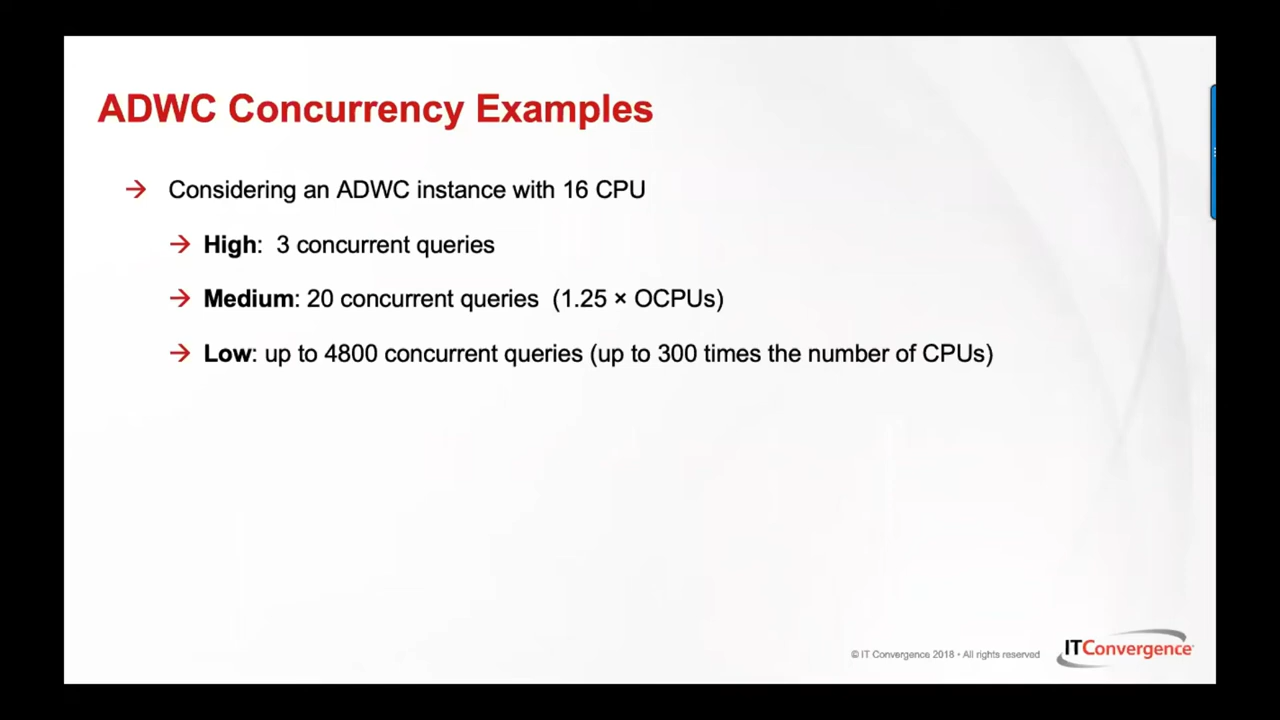 ADWC Concurrency Examples
→ Considering an ADWC instance with 16 CPU
→ High: 3 concurrent queries
→ Medium: 20 concurrent queries (1.25 × OCPUs)
→ Low: up to 4800 concurrent queries (up to 300 times the number of CPUs)
© IT Convergence 2018 • All rights reserved
ITConvergence